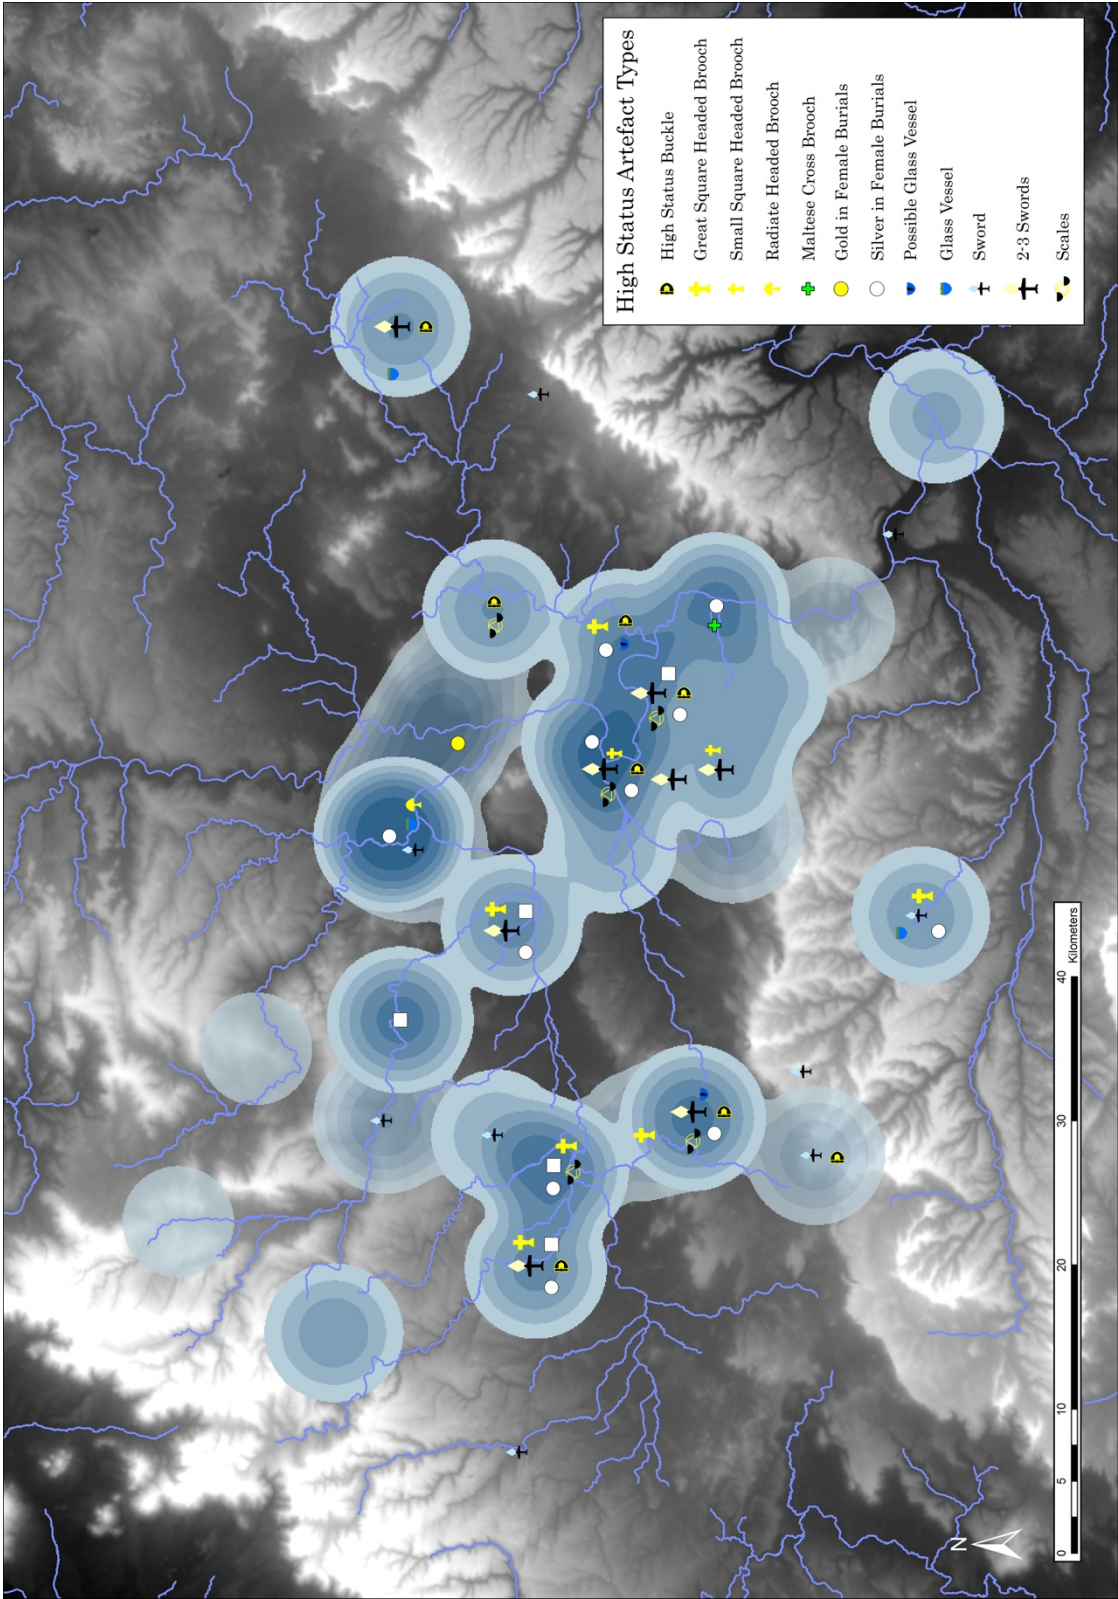 High Status Artefact Types
High Status Buckle
Great Square Headed Brooch
Small Square Headed Brooch
Radiate Headed Brooch
Maltese Cross Brooch
Gold in Female Burials
Silver in Female Burials
Possible Glass Vessel
Glass Vessel
Sword
2-3 Swords
Scales
N
0 5 10 20 30 40
Kilometers